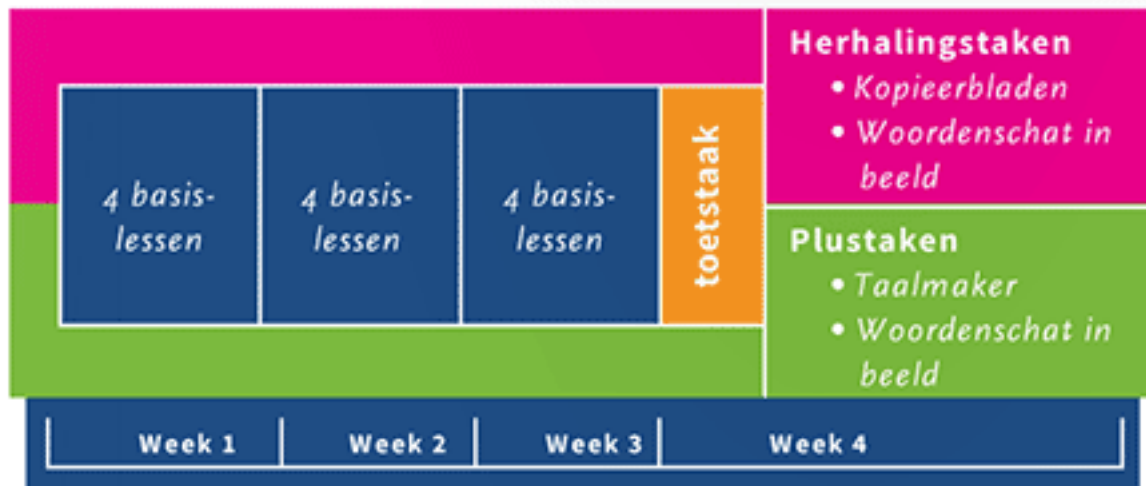 4 basis-
lessen
4 basis-
lessen
4 basis-
lessen
toetstaak
Herhalingstaken
• Kopieerbladen
• Woordenschat in
beeld
Plustaken
• Taalmaker
• Woordenschat in
beeld
Week 1
Week 2
Week 3
Week 4